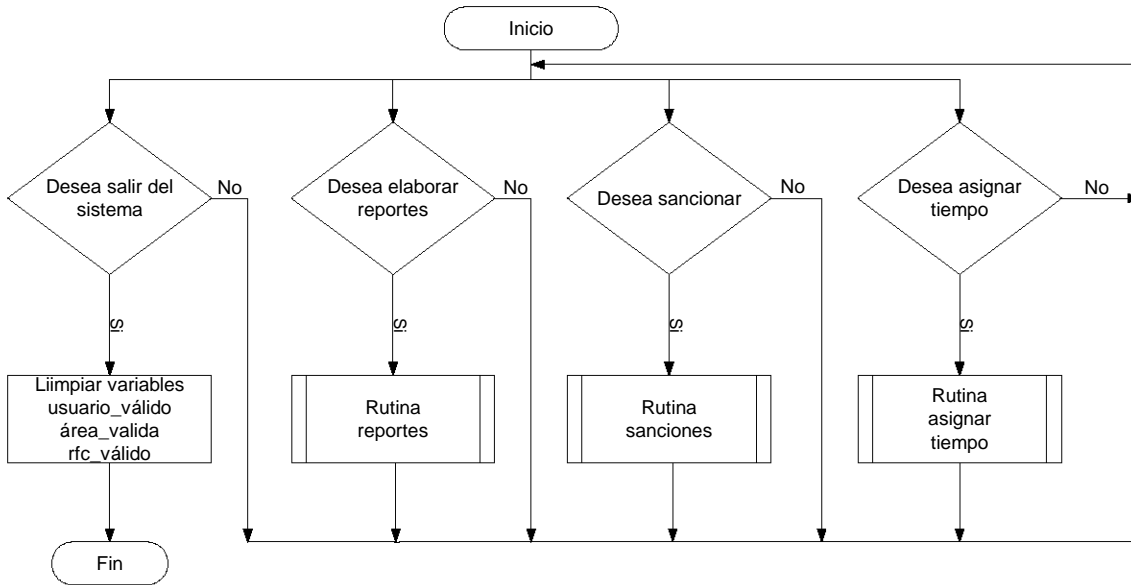 Inicio
Desea salir del
sistema
No
Desea elaborar
reportes
No
Desea sancionar
No
Desea asignar
tiempo
No
Si
Si
Si
Si
Liimpiar variables
usuario_válido
área_valida
rfc_válido
Rutina
reportes
Rutina
sanciones
Rutina
asignar
tiempo
Fin